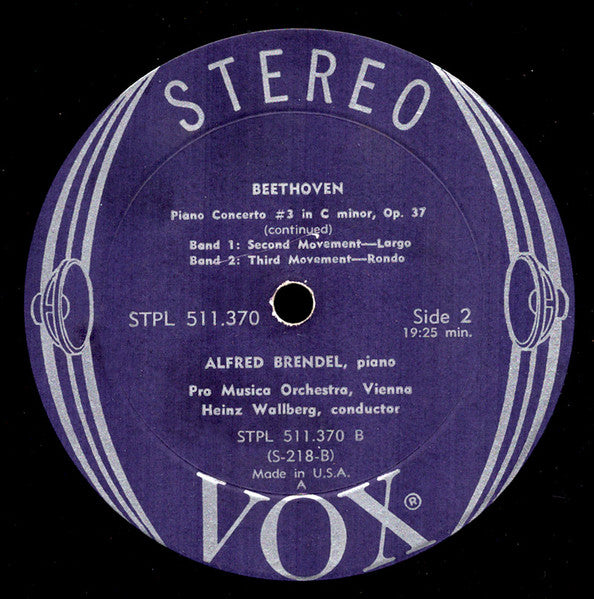 STEREO
BEETHOVEN
Piano Concerto #3 in C minor, Op. 37
(continued)
Band 1: Second Movement—Largo
Band 2: Third Movement—Rondo
STPL 511.370
Side 2
19:25 min.
ALFRED BRENDEL, piano
Pro Musica Orchestra, Vienna
Heinz Wallberg, conductor
STPL 511.370 B
(S-218-B)
Made in U.S.A.
A
VOX®